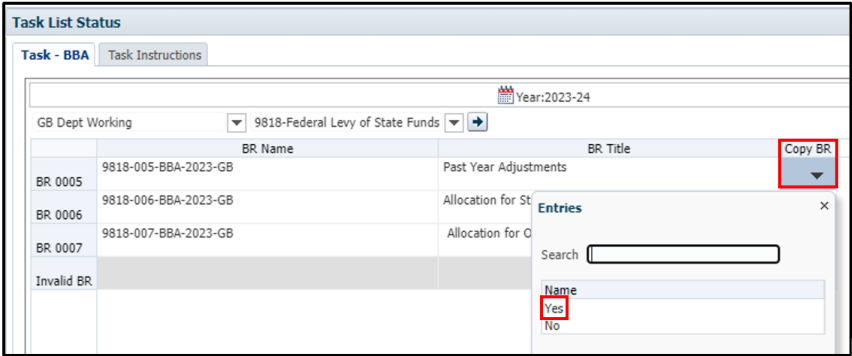 Task List Status
Task - BBA Task Instructions
Year:2023-24
GB Dept Working 9818-Federal Levy of State Funds
BR Name BR Title Copy BR
BR 0005 9818-005-BBA-2023-GB Past Year Adjustments
BR 0006 9818-006-BBA-2023-GB Allocation for St
BR 0007 9818-007-BBA-2023-GB Allocation for O
Invalid BR
Entries
Search
Name
Yes
No